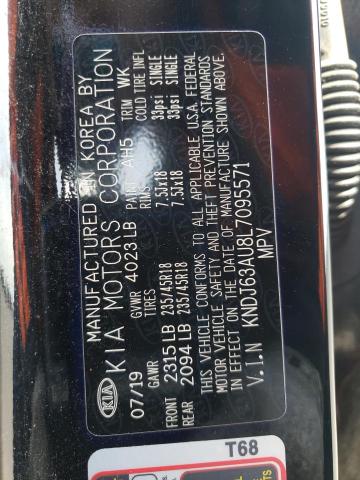 KIA
MANUFACTURED IN KOREA BY
KIA MOTORS CORPORATION
07/19 GVWR 4023 LB PAINT AH5 TRIM WK
GAWR TIRES RIMS COLD TIRE INFL
FRONT 2315 LB 235/45R18 7.5Jx18 33psi SINGLE
REAR 2094 LB 235/45R18 7.5Jx18 33psi SINGLE
THIS VEHICLE CONFORMS TO ALL APPLICABLE U.S.A. FEDERAL
MOTOR VEHICLE SAFETY AND THEFT PREVENTION STANDARDS
IN EFFECT ON THE DATE OF MANUFACTURE SHOWN ABOVE.
V.I.N KNDJ63AU8L7095571
MPV
T68